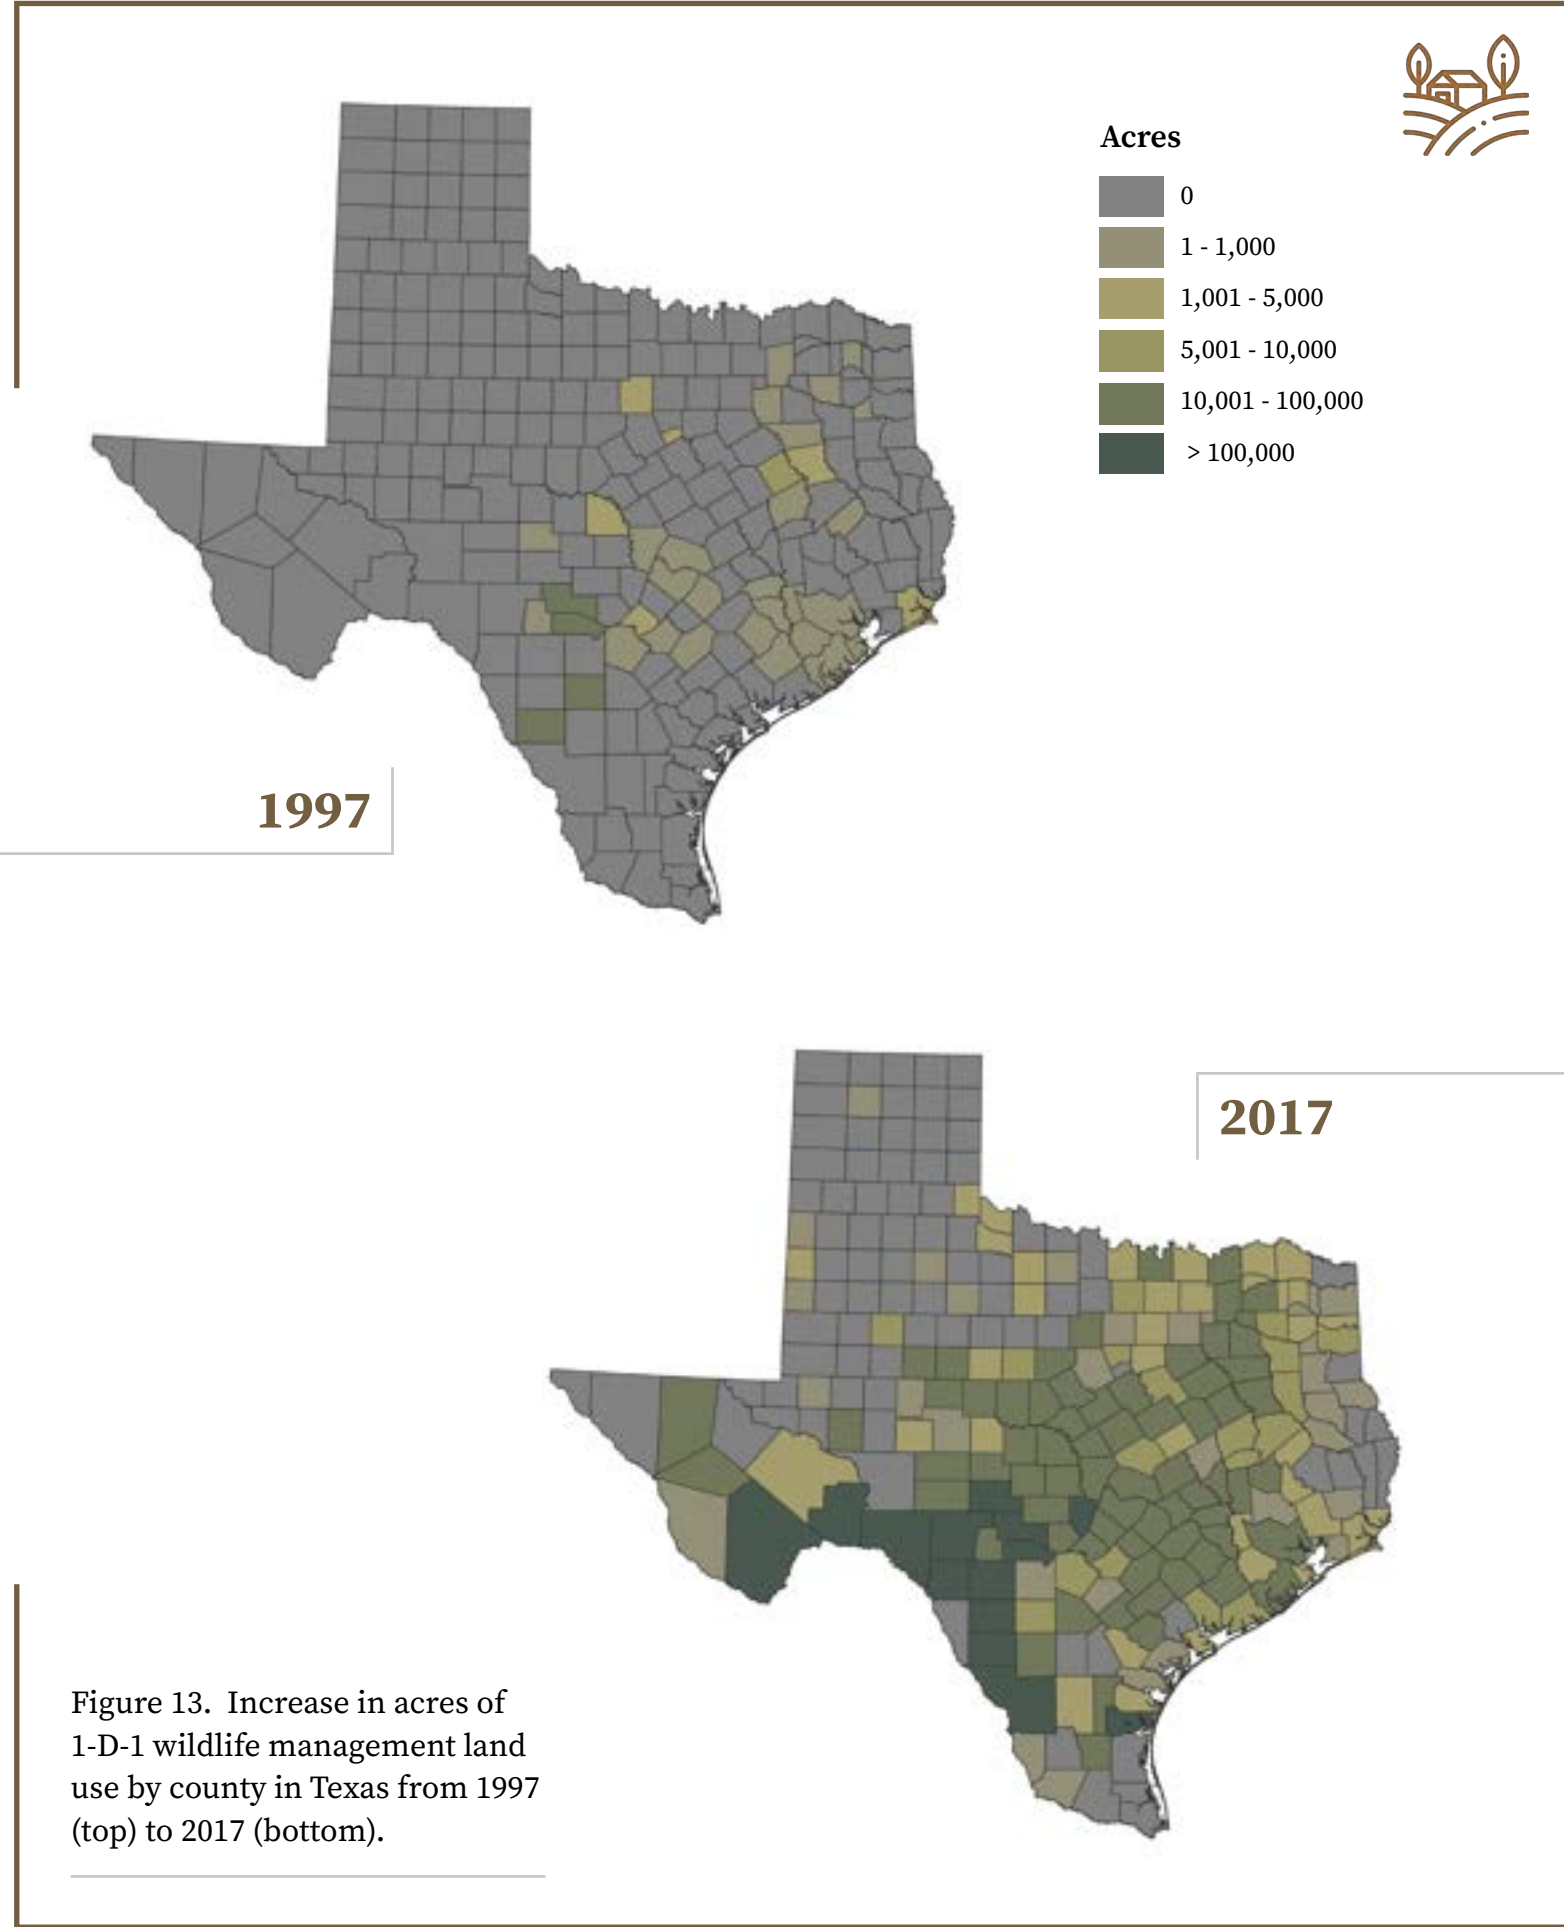 Acres
0
1 - 1,000
1,001 - 5,000
5,001 - 10,000
10,001 - 100,000
> 100,000
1997
2017
Figure 13.  Increase in acres of
1-D-1 wildlife management land
use by county in Texas from 1997
(top) to 2017 (bottom).